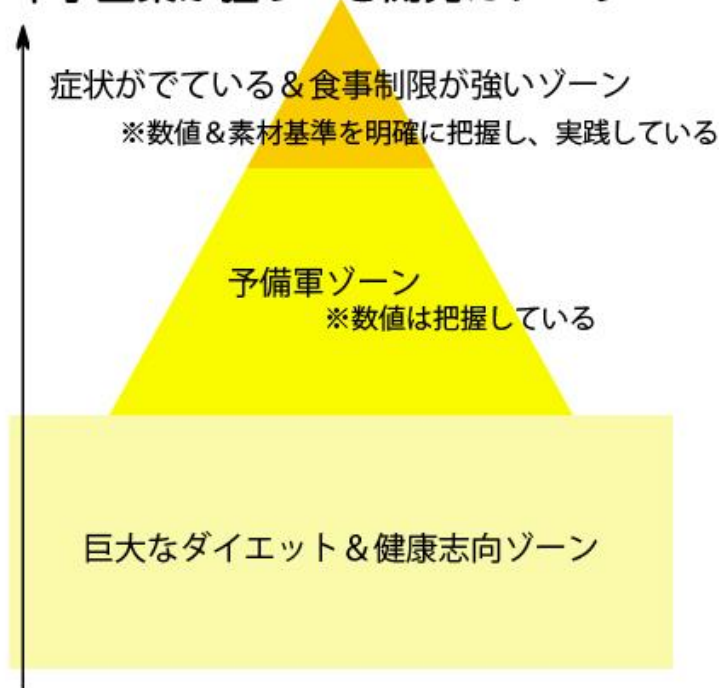 症状がでている＆食事制限が強いゾーン
※数値＆素材基準を明確に把握し、実践している
予備軍ゾーン
※数値は把握している
巨大なダイエット＆健康志向ゾーン